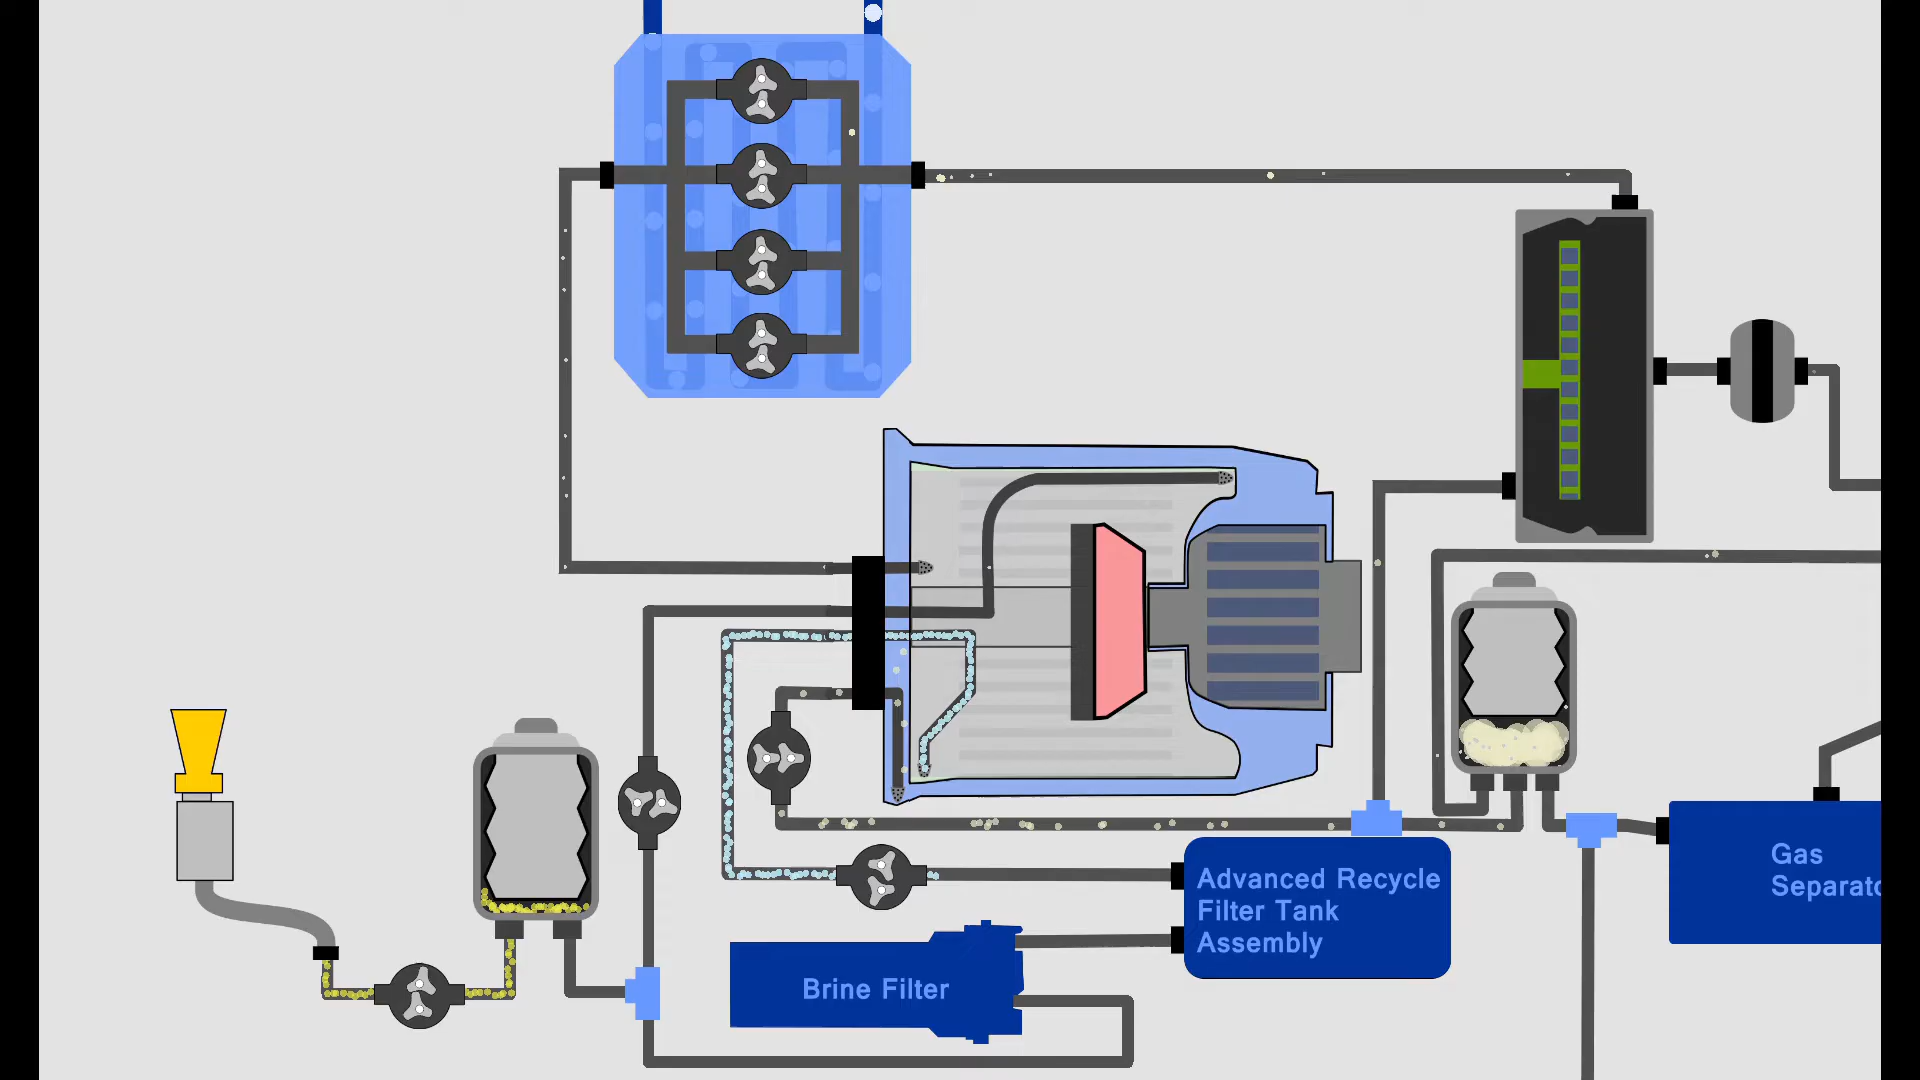 Advanced Recycle
Filter Tank
Assembly
Brine Filter
Gas